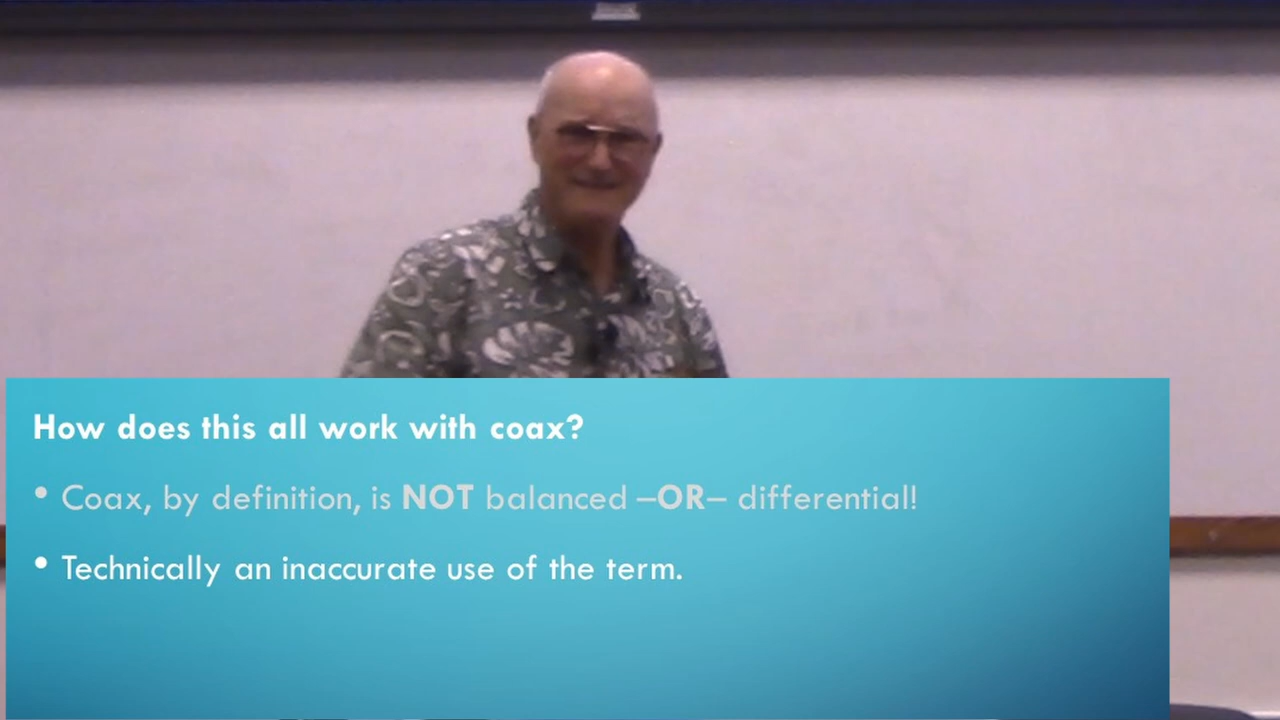 How does this all work with coax?
• Coax, by definition, is NOT balanced –OR– differential!
• Technically an inaccurate use of the term.